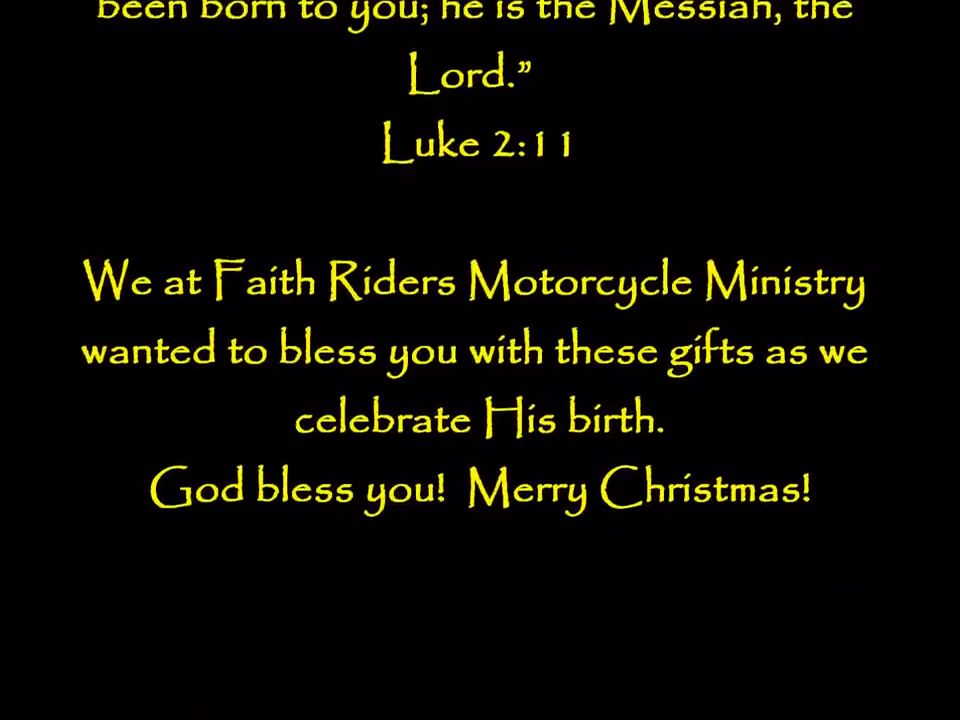 been born to you; he is the Messiah, the
Lord.”
Luke 2:11
We at Faith Riders Motorcycle Ministry
wanted to bless you with these gifts as we
celebrate His birth.
God bless you!  Merry Christmas!